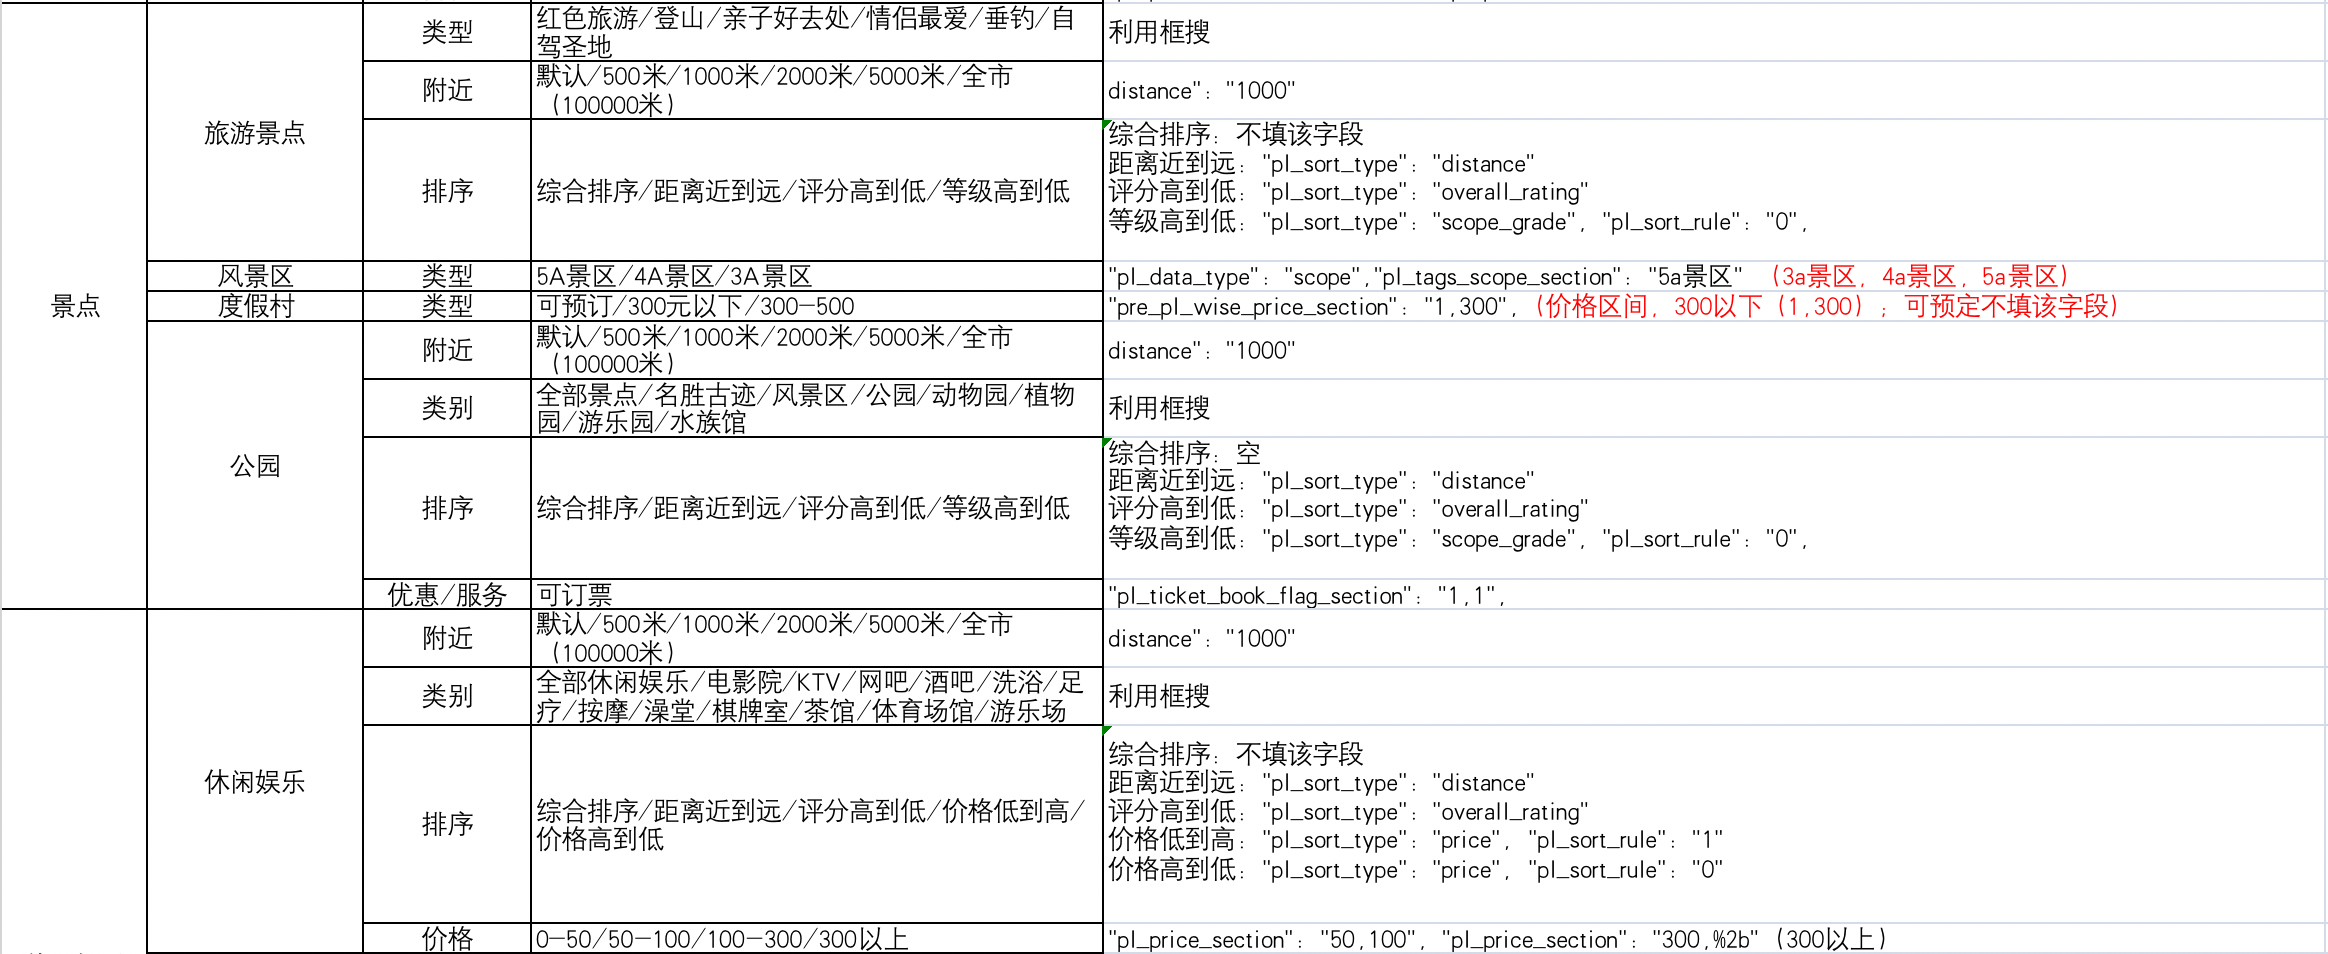 类型
红色旅游/登山/亲子好去处/情侣最爱/垂钓/自
驾圣地
利用框搜
附近
默认/500米/1000米/2000米/5000米/全市
（100000米）
distance": "1000"
旅游景点
排序
综合排序/距离近到远/评分高到低/等级高到低
综合排序：不填该字段
距离近到远："pl_sort_type": "distance"
评分高到低："pl_sort_type": "overall_rating"
等级高到低："pl_sort_type": "scope_grade", "pl_sort_rule": "0",
景点
风景区
类型
5A景区/4A景区/3A景区
"pl_data_type": "scope","pl_tags_scope_section": "5a景区" （3a景区，4a景区，5a景区）
度假村
类型
可预订/300元以下/300-500
"pre_pl_wise_price_section": "1,300",（价格区间，300以下（1,300）；可预定不填该字段）
附近
默认/500米/1000米/2000米/5000米/全市
（100000米）
distance": "1000"
公园
类别
全部景点/名胜古迹/风景区/公园/动物园/植物
园/游乐园/水族馆
利用框搜
排序
综合排序/距离近到远/评分高到低/等级高到低
综合排序：空
距离近到远："pl_sort_type": "distance"
评分高到低："pl_sort_type": "overall_rating"
等级高到低："pl_sort_type": "scope_grade", "pl_sort_rule": "0",
优惠/服务
可订票
"pl_ticket_book_flag_section": "1,1",
附近
默认/500米/1000米/2000米/5000米/全市
（100000米）
distance": "1000"
休闲娱乐
类别
全部休闲娱乐/电影院/KTV/网吧/酒吧/洗浴/足
疗/按摩/澡堂/棋牌室/茶馆/体育场馆/游乐场
利用框搜
排序
综合排序/距离近到远/评分高到低/价格低到高/
价格高到低
综合排序：不填该字段
距离近到远："pl_sort_type": "distance"
评分高到低："pl_sort_type": "overall_rating"
价格低到高："pl_sort_type": "price", "pl_sort_rule": "1"
价格高到低："pl_sort_type": "price", "pl_sort_rule": "0"
价格
0-50/50-100/100-300/300以上
"pl_price_section": "50,100", "pl_price_section": "300,%2b"（300以上）